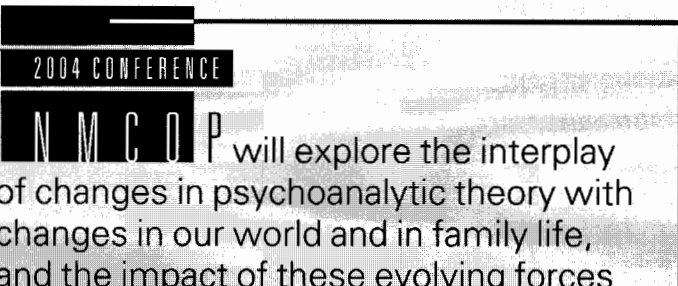 2004 CONFERENCE
NMCOP will explore the interplay
of changes in psychoanalytic theory with
changes in our world and in family life,
and the impact of these evolving forces